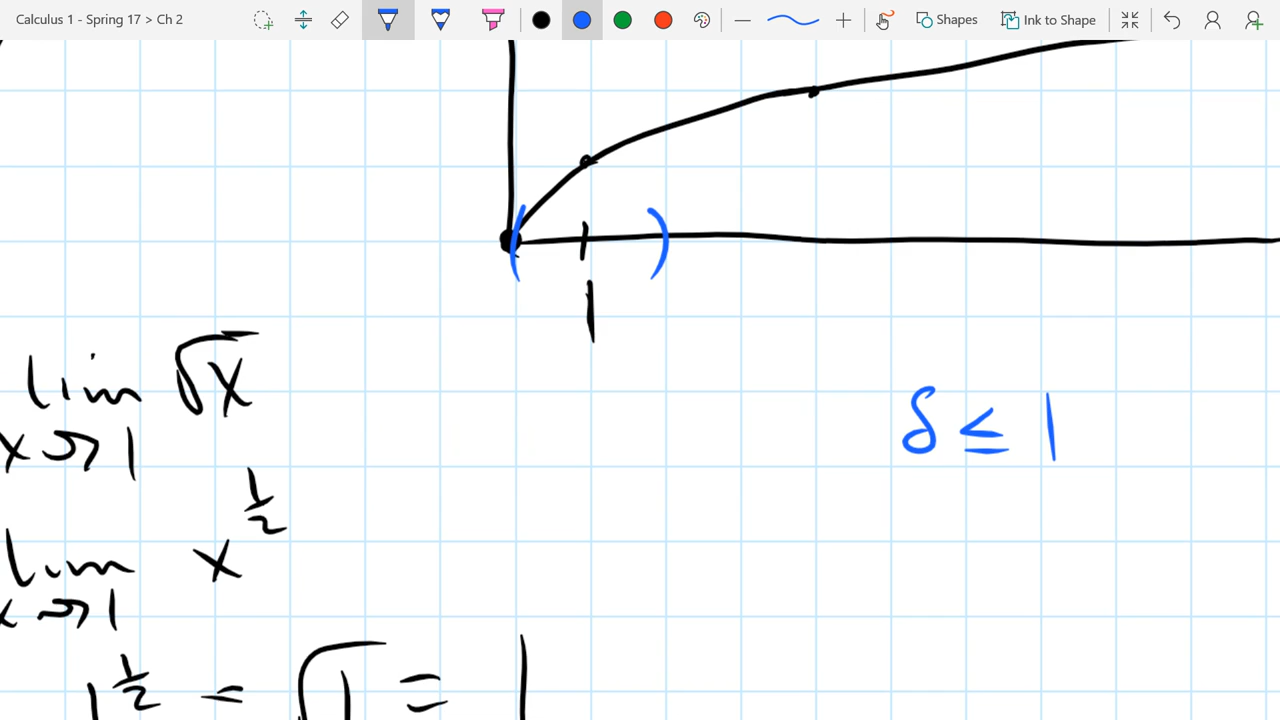 Calculus 1 - Spring 17 > Ch 2
Shapes
Ink to Shape
( )
1
lim √x
x→1
δ ≤ 1
lim x^{1/2}
x→1
1^{1/2} = √1 = 1